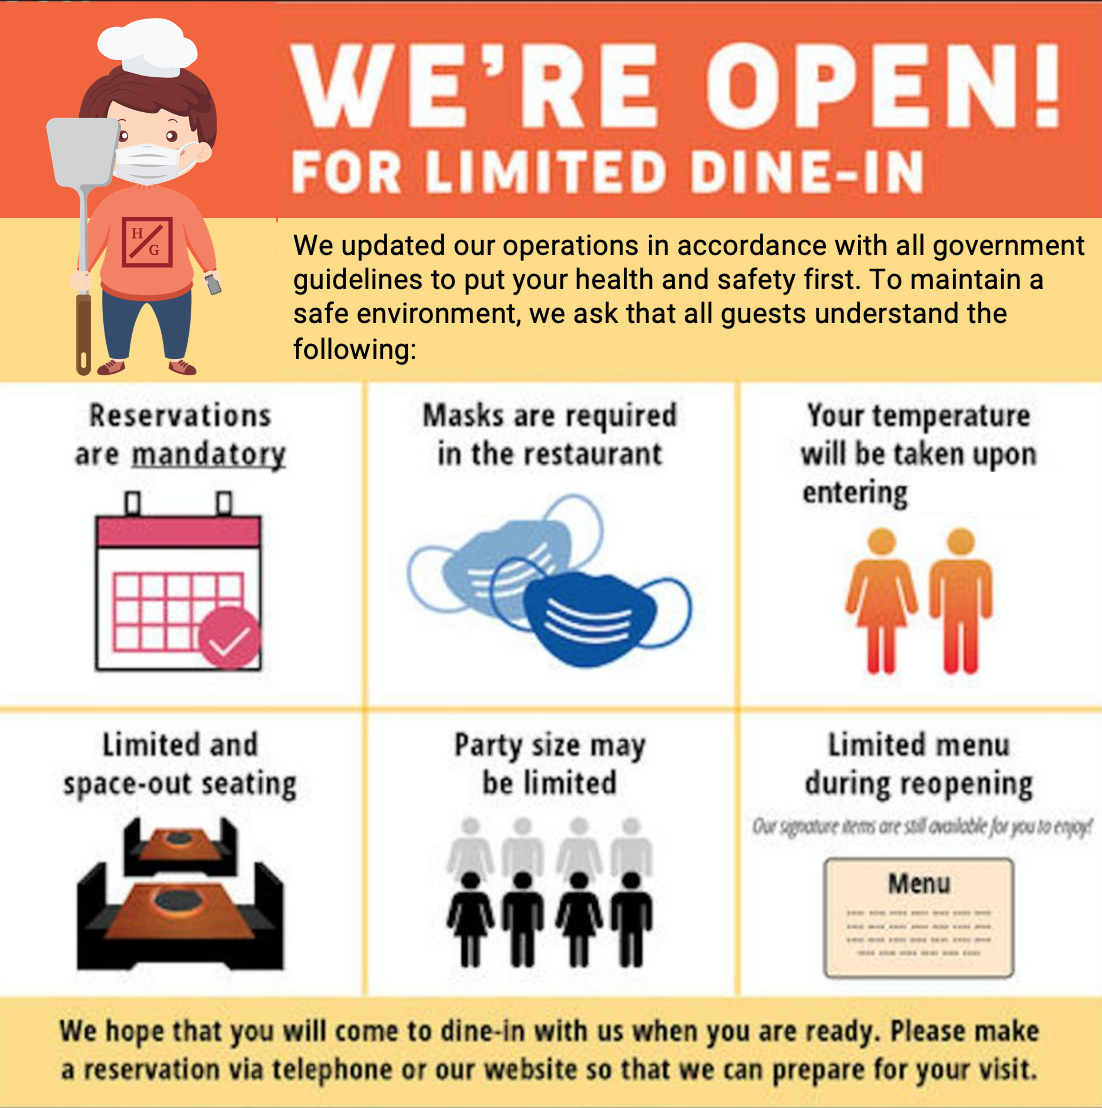 WE'RE OPEN!
FOR LIMITED DINE-IN
H
G
We updated our operations in accordance with all government
guidelines to put your health and safety first. To maintain a
safe environment, we ask that all guests understand the
following:
Reservations
are mandatory
Masks are required
in the restaurant
Your temperature
will be taken upon
entering
Limited and
space-out seating
Party size may
be limited
Limited menu
during reopening
Our signature items are still available for you to enjoy!
Menu
We hope that you will come to dine-in with us when you are ready. Please make
a reservation via telephone or our website so that we can prepare for your visit.